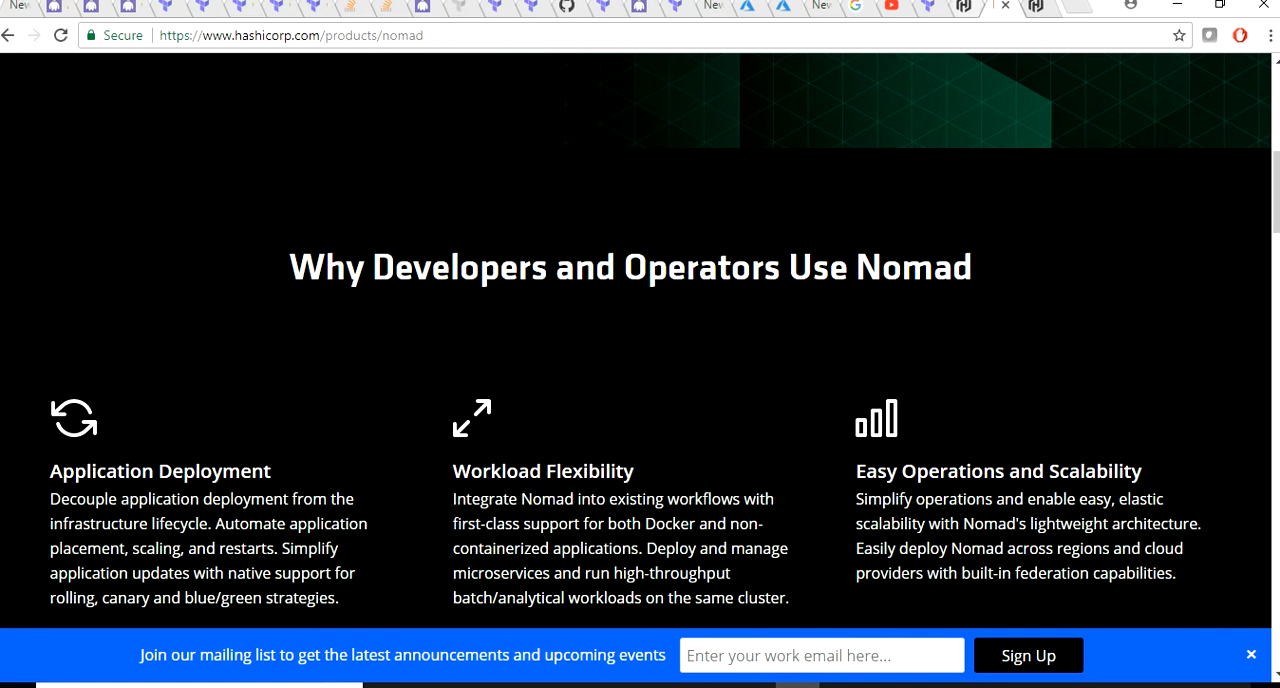 New
New
New
Secure
https://www.hashicorp.com/products/nomad
Why Developers and Operators Use Nomad
Application Deployment
Decouple application deployment from the
infrastructure lifecycle. Automate application
placement, scaling, and restarts. Simplify
application updates with native support for
rolling, canary and blue/green strategies.
Workload Flexibility
Integrate Nomad into existing workflows with
first-class support for both Docker and non-
containerized applications. Deploy and manage
microservices and run high-throughput
batch/analytical workloads on the same cluster.
Easy Operations and Scalability
Simplify operations and enable easy, elastic
scalability with Nomad's lightweight architecture.
Easily deploy Nomad across regions and cloud
providers with built-in federation capabilities.
Join our mailing list to get the latest announcements and upcoming events
Enter your work email here...
Sign Up